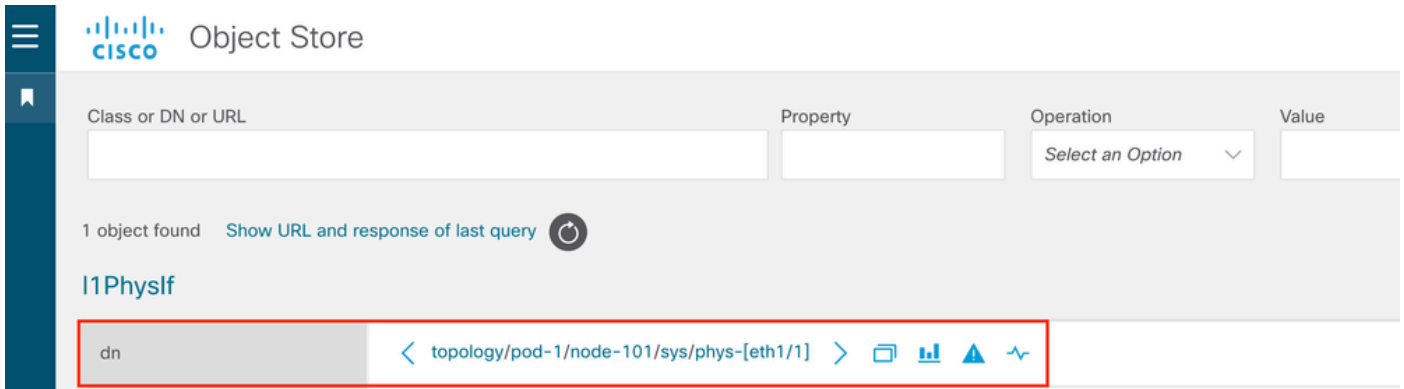 CISCO Object Store
Class or DN or URL Property Operation Value
Select an Option
1 object found Show URL and response of last query
l1PhysIf
dn topology/pod-1/node-101/sys/phys-[eth1/1]